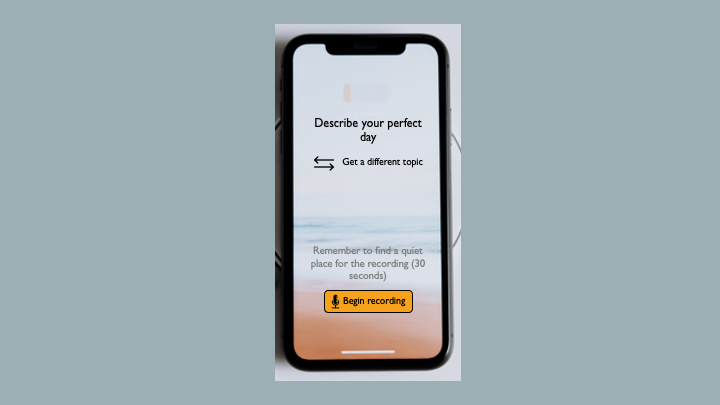 Describe your perfect
day
Get a different topic
Remember to find a quiet
place for the recording (30
seconds)
Begin recording